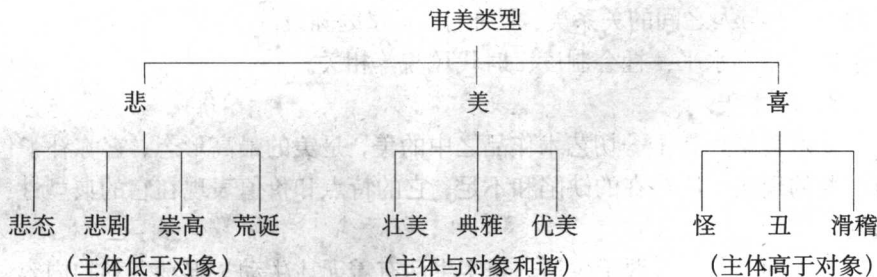 审美类型
悲 美 喜
悲态 悲剧 崇高 荒诞 壮美 典雅 优美 怪 丑 滑稽
(主体低于对象) (主体与对象和谐) (主体高于对象)